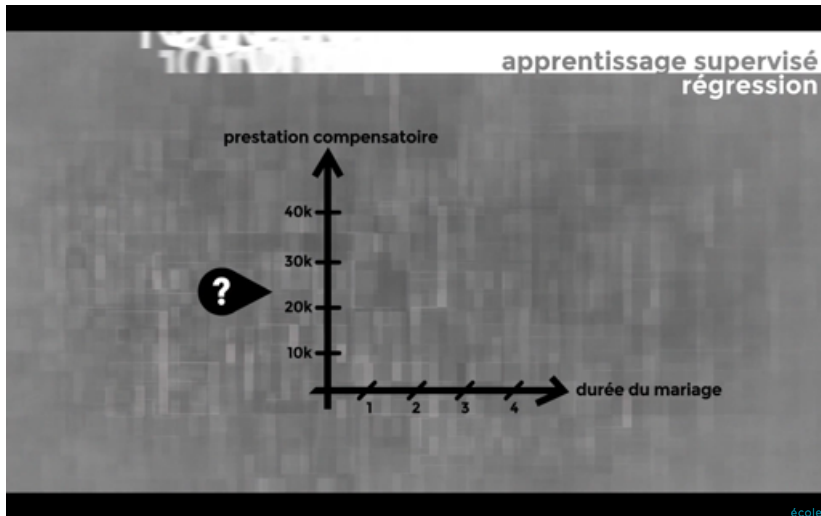 apprentissage supervisé
régression
prestation compensatoire
40k
30k
?
20k
10k
durée du mariage
1 2 3 4
école